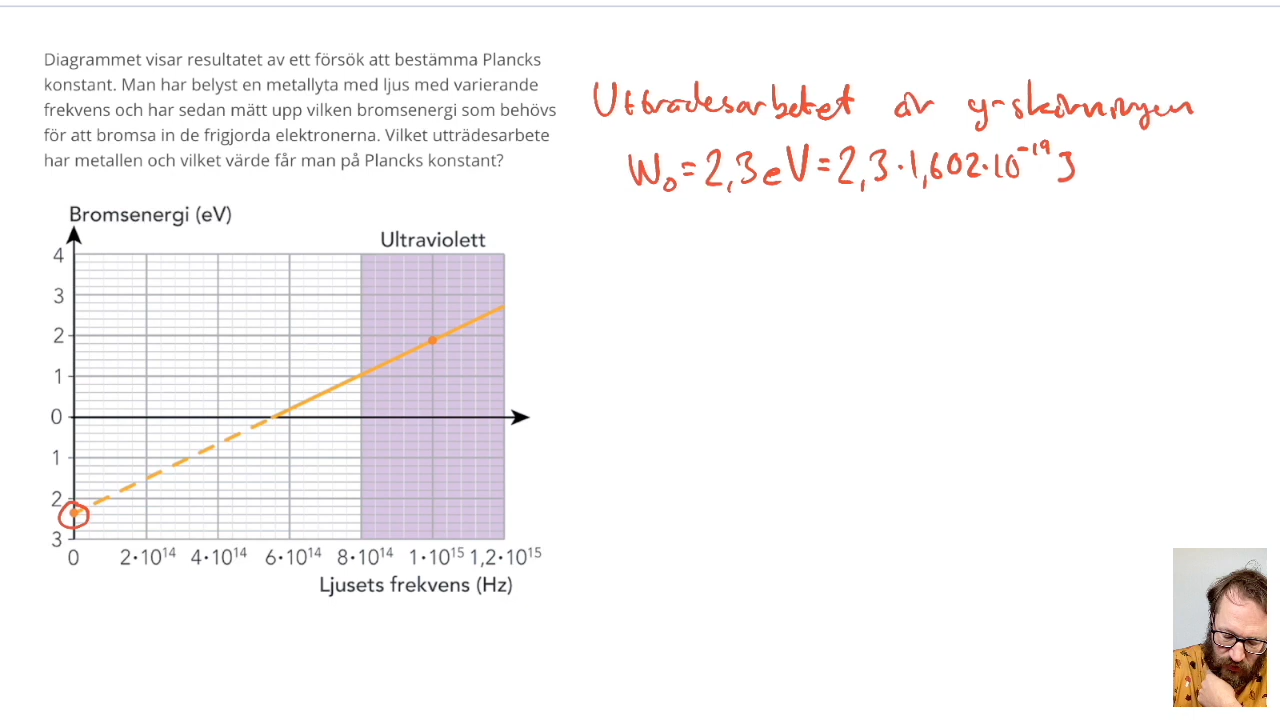 Diagrammet visar resultatet av ett försök att bestämma Plancks
konstant. Man har belyst en metallyta med ljus med varierande
frekvens och har sedan mätt upp vilken bromsenergi som behövs
för att bromsa in de frigjorda elektronerna. Vilket utträdesarbete
har metallen och vilket värde får man på Plancks konstant?
Utträdesarbetet är y-skärningen
W₀ = 2,3 eV = 2,3 · 1,602 · 10⁻¹⁹ J
Bromsenergi (eV)
Ultraviolett
4
3
2
1
0
1
2
3
0 2·10¹⁴ 4·10¹⁴ 6·10¹⁴ 8·10¹⁴ 1·10¹⁵ 1,2·10¹⁵
Ljusets frekvens (Hz)